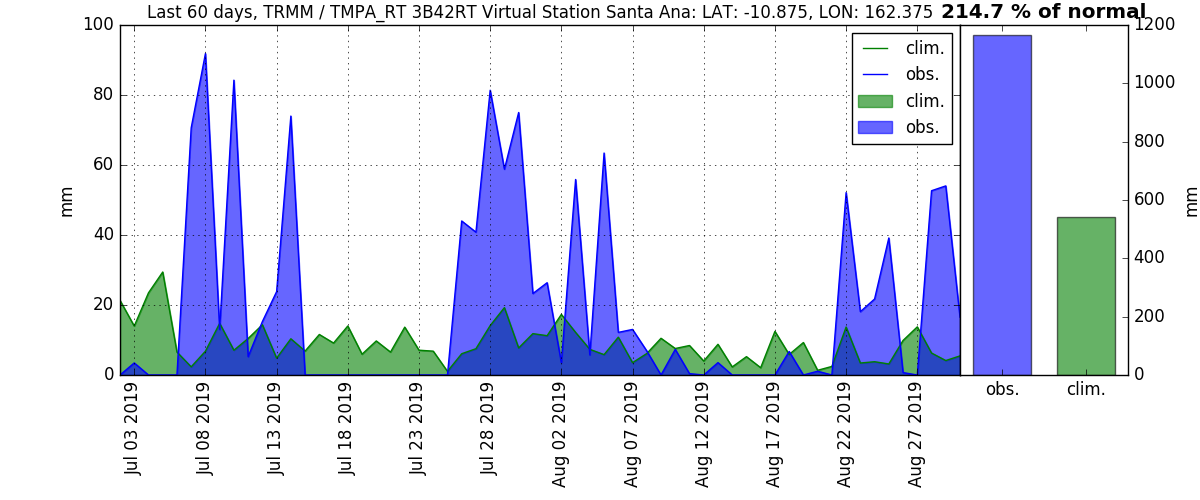 Last 60 days, TRMM / TMPA_RT 3B42RT Virtual Station Santa Ana: LAT: -10.875, LON: 162.375 214.7 % of normal
100
80
60
40
20
0
mm
clim.
obs.
clim.
obs.
1200
1000
800
600
400
200
0
mm
Jul 03 2019
Jul 08 2019
Jul 13 2019
Jul 18 2019
Jul 23 2019
Jul 28 2019
Aug 02 2019
Aug 07 2019
Aug 12 2019
Aug 17 2019
Aug 22 2019
Aug 27 2019
obs.
clim.